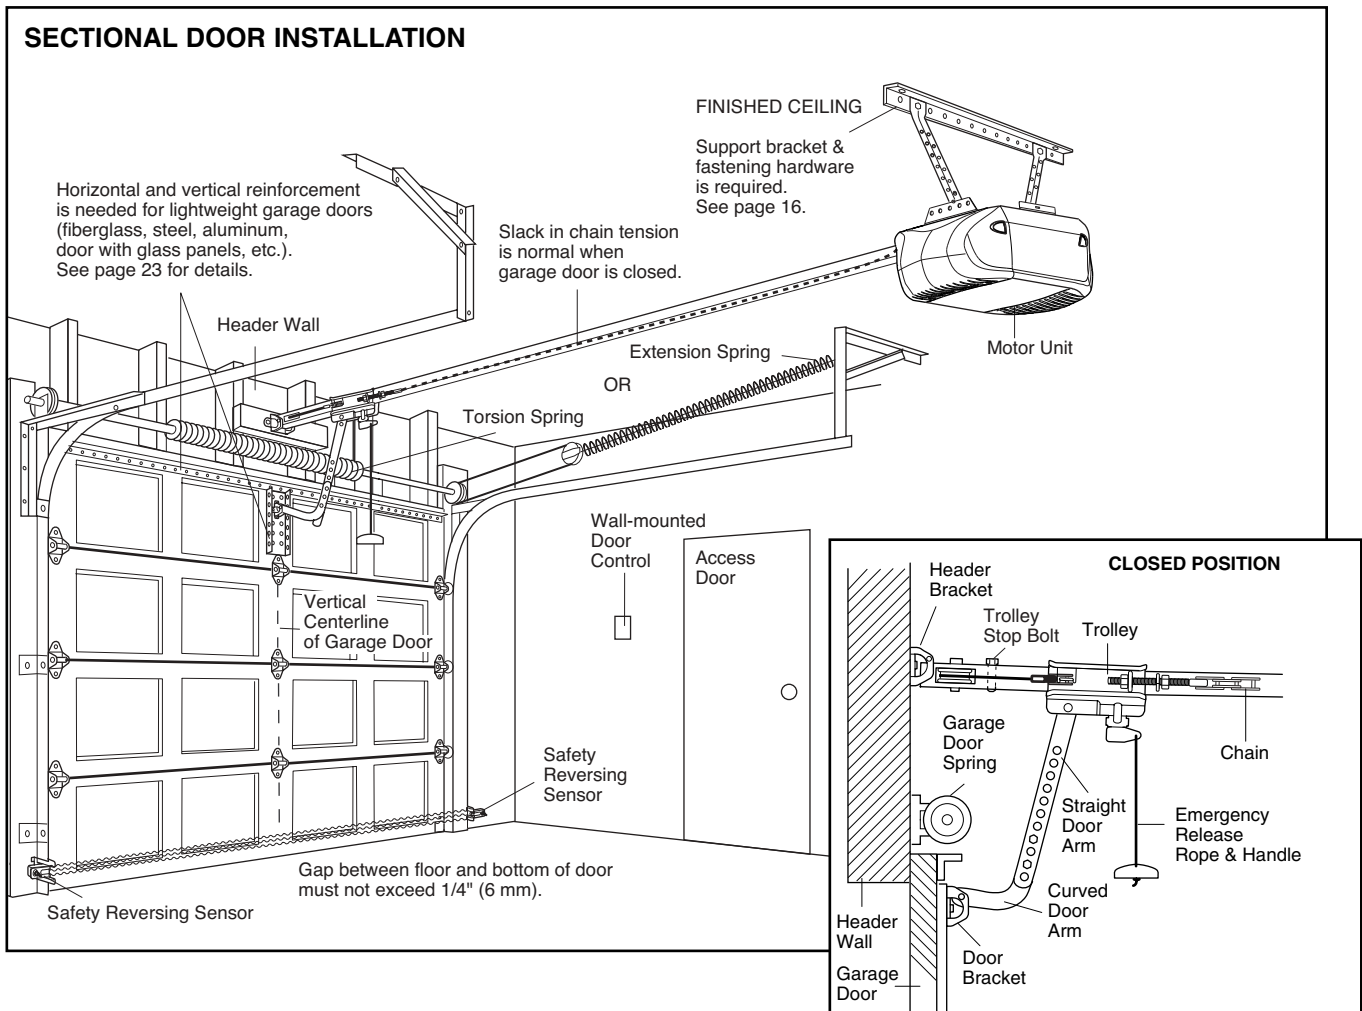 SECTIONAL DOOR INSTALLATION
FINISHED CEILING
Support bracket &
fastening hardware
is required.
See page 16.
Horizontal and vertical reinforcement
is needed for lightweight garage doors
(fiberglass, steel, aluminum,
door with glass panels, etc.).
See page 23 for details.
Slack in chain tension
is normal when
garage door is closed.
Header Wall
Extension Spring
Motor Unit
OR
Torsion Spring
Wall-mounted
Door
Control
Access
Door
Vertical
Centerline
of Garage Door
Safety
Reversing
Sensor
Gap between floor and bottom of door
must not exceed 1/4" (6 mm).
Safety Reversing Sensor
CLOSED POSITION
Header
Bracket
Trolley
Stop Bolt
Trolley
Garage
Door
Spring
Chain
Straight
Door
Arm
Emergency
Release
Rope & Handle
Curved
Door
Arm
Header
Wall
Door
Bracket
Garage
Door